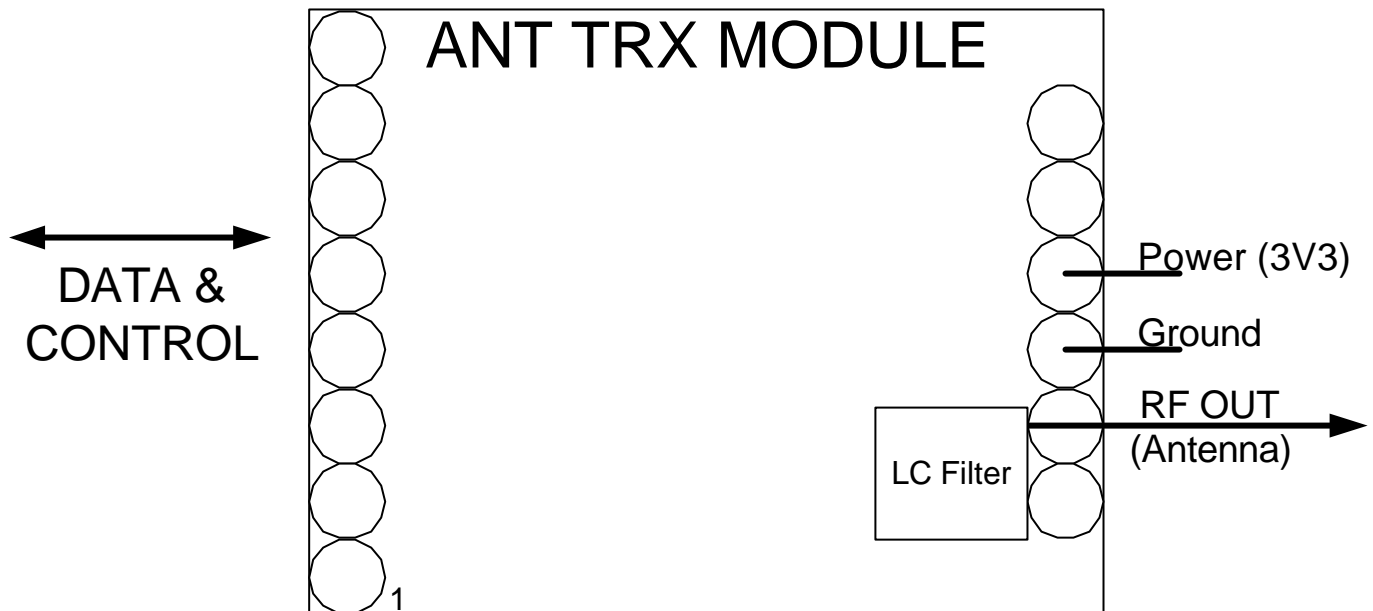 ANT TRX MODULE
DATA &
CONTROL
Power (3V3)
Ground
RF OUT
(Antenna)
LC Filter
1